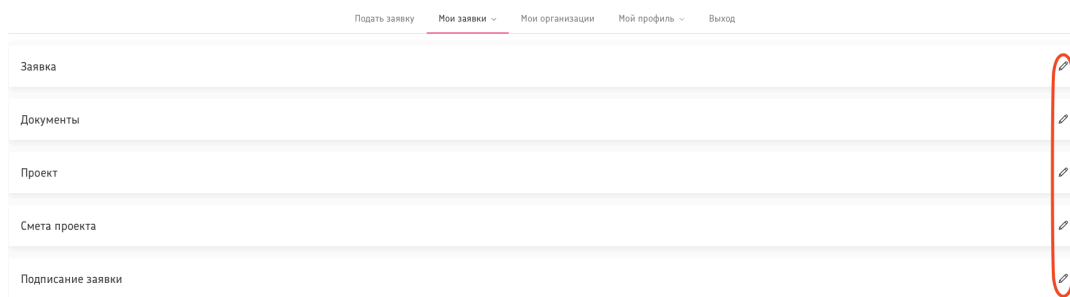 Подать заявку Мои заявки Мои организации Мой профиль Выход
Заявка
Документы
Проект
Смета проекта
Подписание заявки